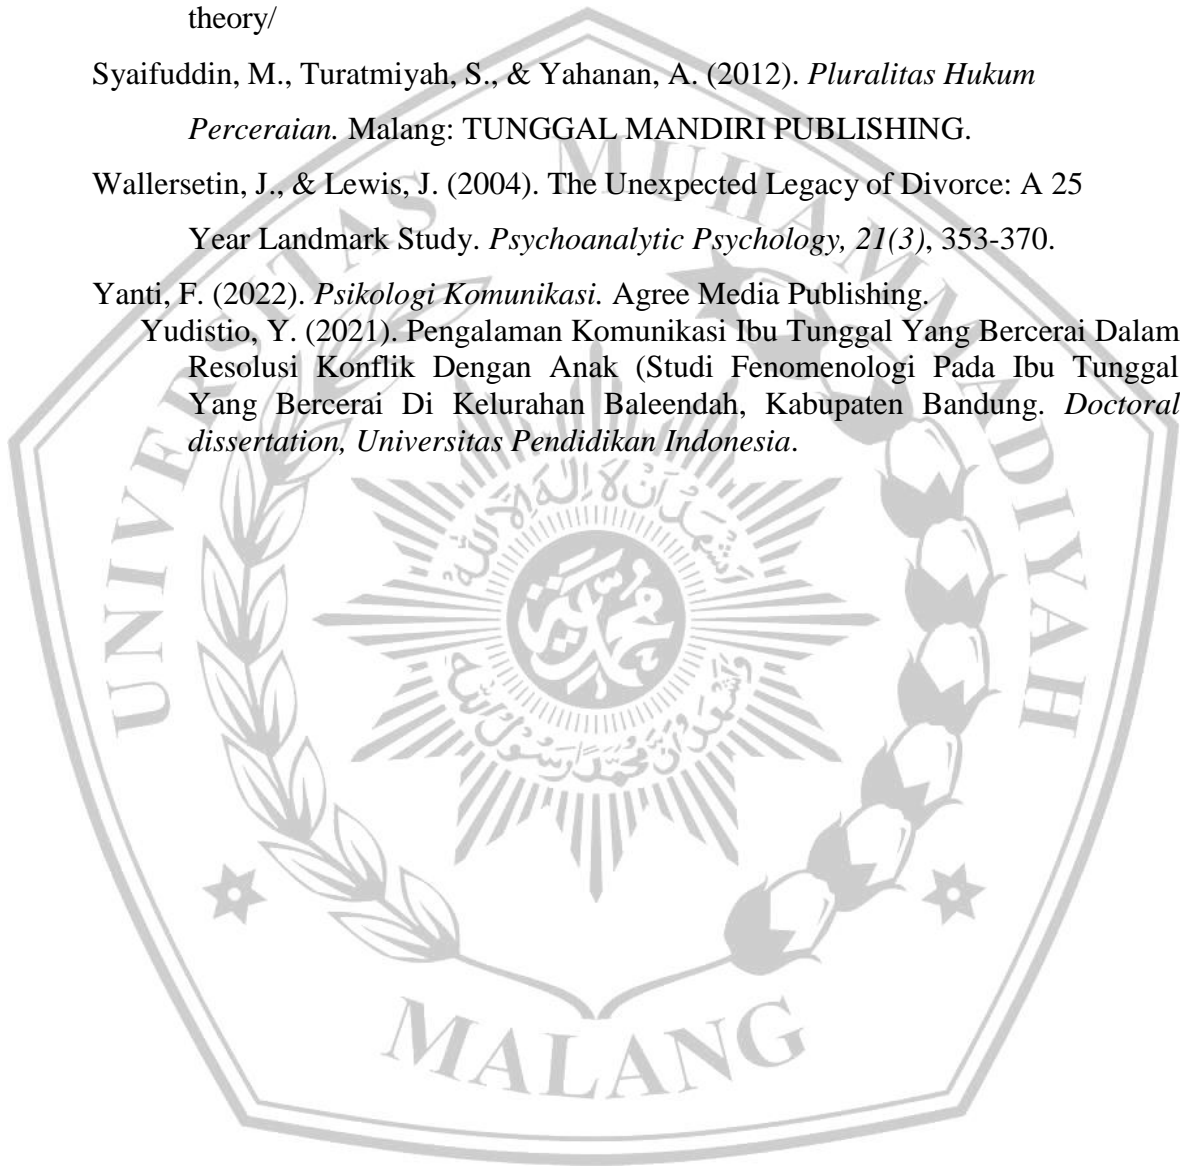 theory/
Syaifuddin, M., Turatmiyah, S., & Yahanan, A. (2012). Pluralitas Hukum
Perceraian. Malang: TUNGGAL MANDIRI PUBLISHING.
Wallersetin, J., & Lewis, J. (2004). The Unexpected Legacy of Divorce: A 25
Year Landmark Study. Psychoanalytic Psychology, 21(3), 353-370.
Yanti, F. (2022). Psikologi Komunikasi. Agree Media Publishing.
Yudistio, Y. (2021). Pengalaman Komunikasi Ibu Tunggal Yang Bercerai Dalam
Resolusi Konflik Dengan Anak (Studi Fenomenologi Pada Ibu Tunggal
Yang Bercerai Di Kelurahan Baleendah, Kabupaten Bandung. Doctoral
dissertation, Universitas Pendidikan Indonesia.
UNIVERSITAS MUHAMMADIYAH
MALANG